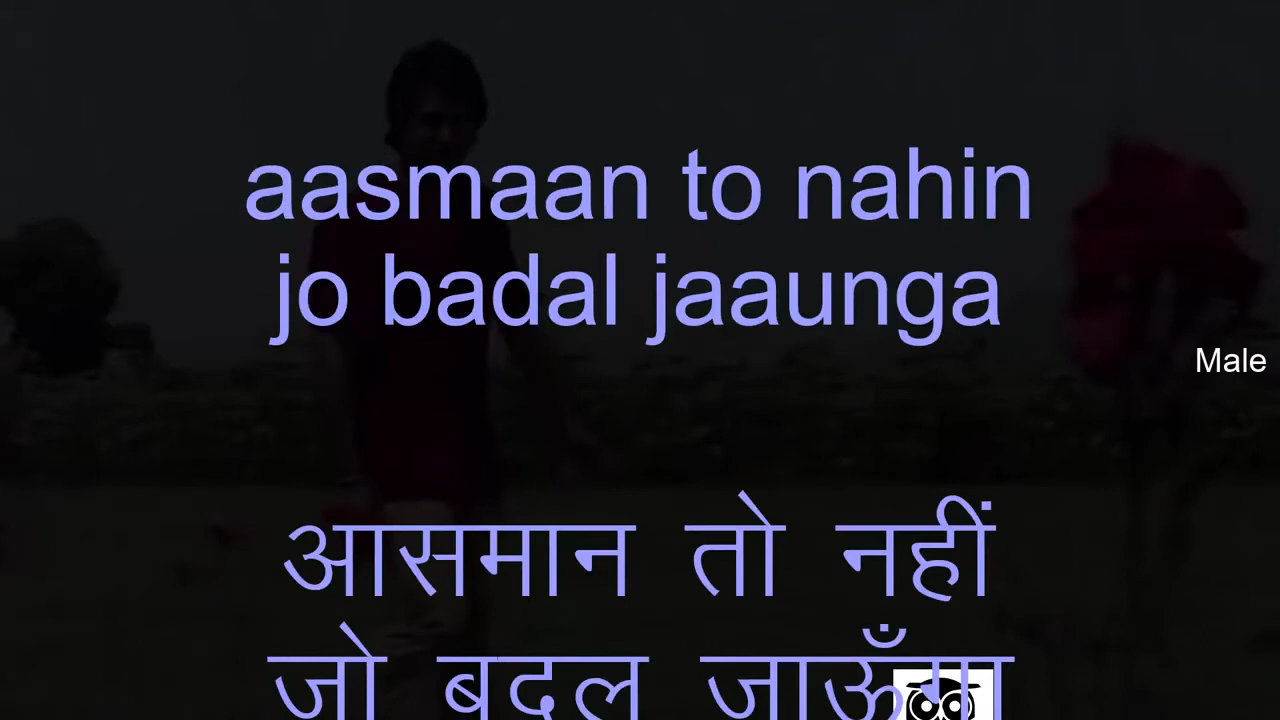 aasmaan to nahin
jo badal jaaunga
Male
आसमान तो नहीं
जो बदल जाऊँगा